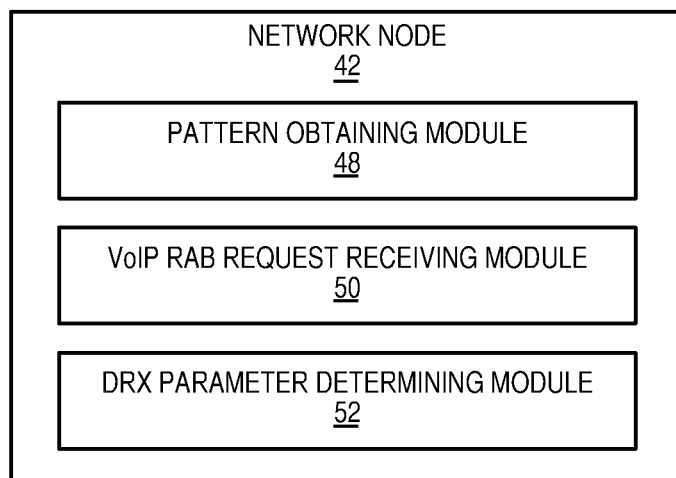 NETWORK NODE
42
PATTERN OBTAINING MODULE
48
VoIP RAB REQUEST RECEIVING MODULE
50
DRX PARAMETER DETERMINING MODULE
52